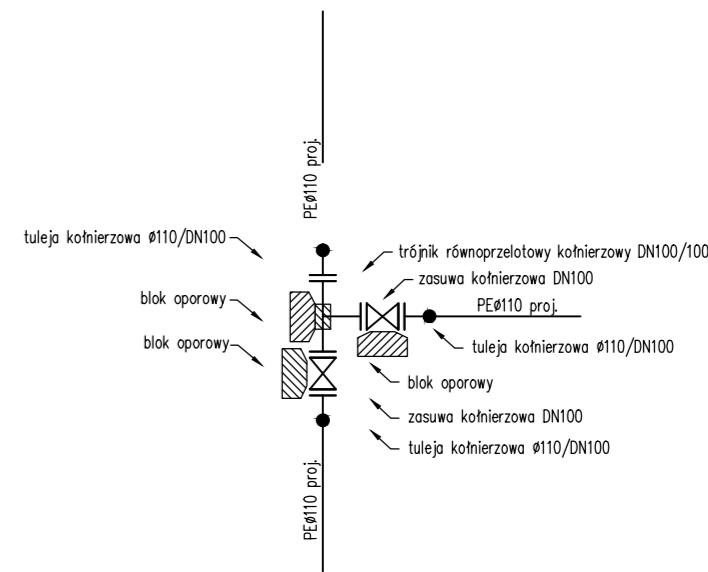 PEø110 proj.
tuleja kołnierzowa ø110/DN100
trójnik równoprzelotowy kołnierzowy DN100/100
zasuwa kołnierzowa DN100
blok oporowy
PEø110 proj.
blok oporowy
tuleja kołnierzowa ø110/DN100
blok oporowy
zasuwa kołnierzowa DN100
tuleja kołnierzowa ø110/DN100
PEø110 proj.